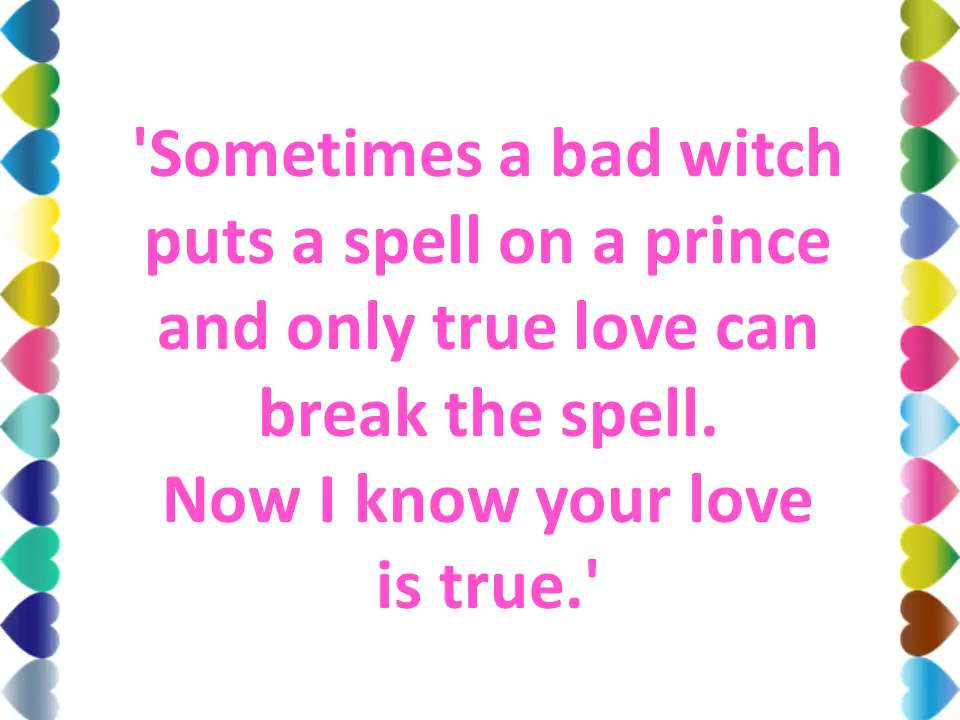 'Sometimes a bad witch
puts a spell on a prince
and only true love can
break the spell.
Now I know your love
is true.'